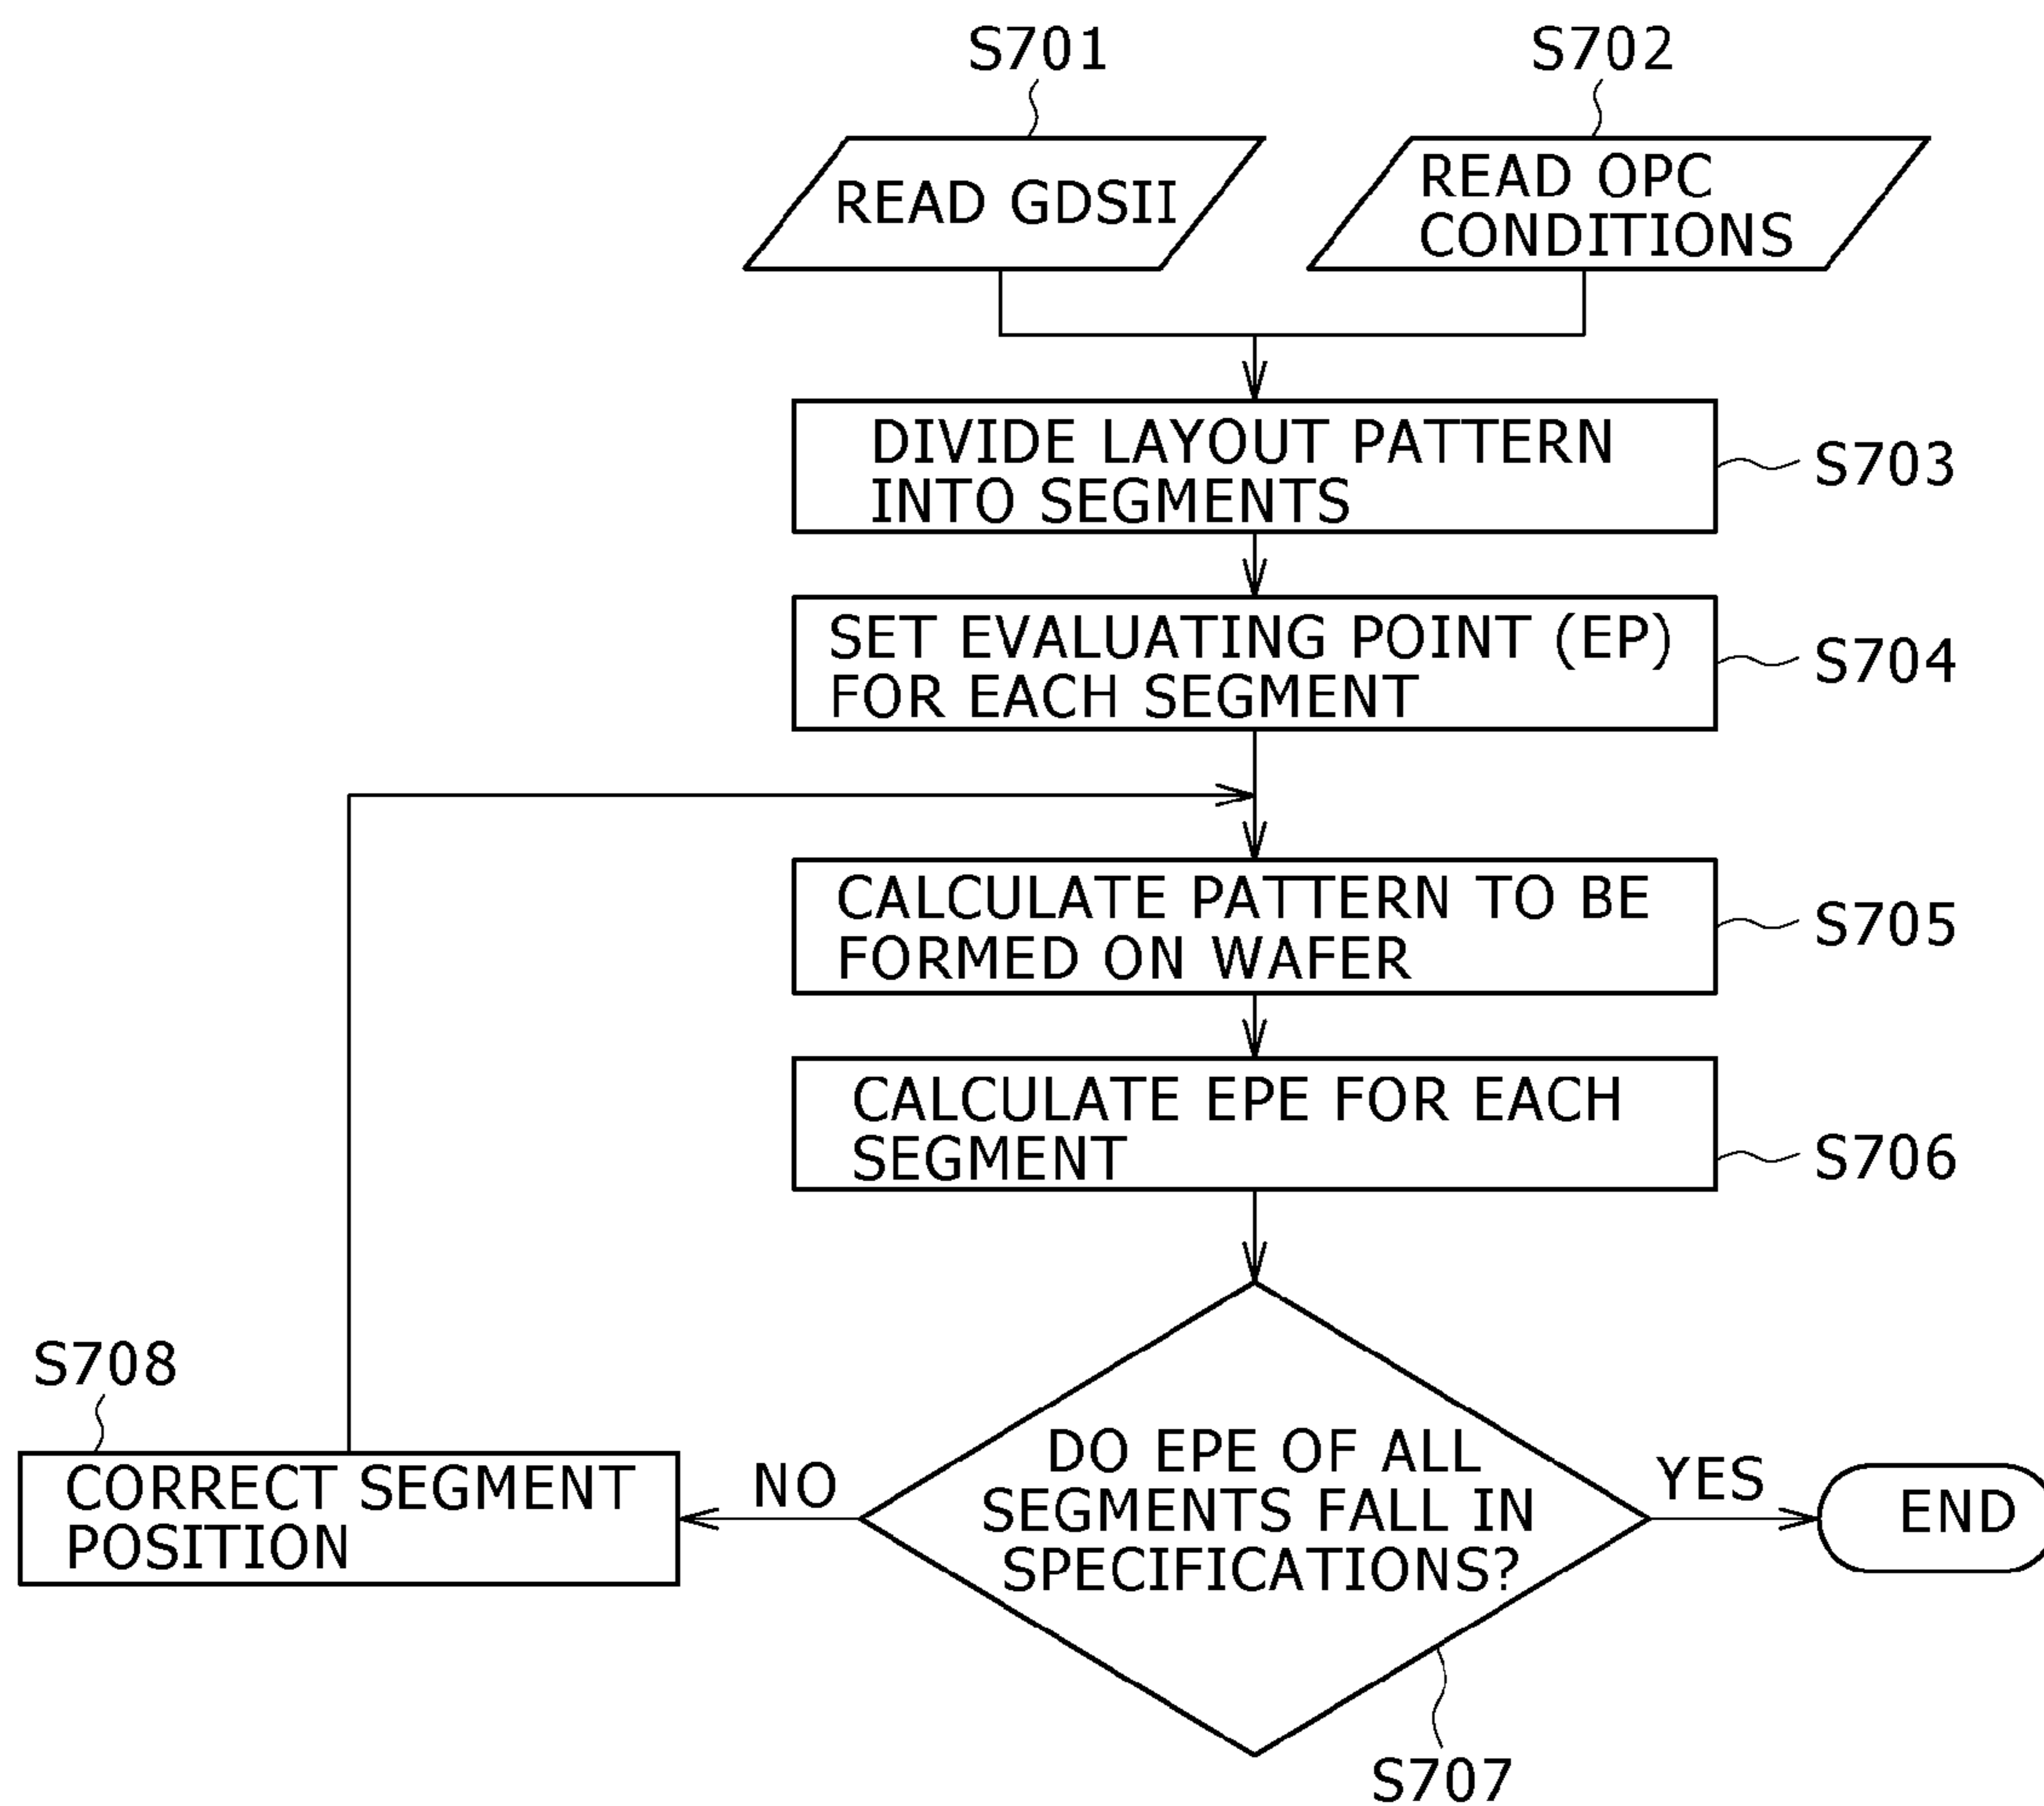 S701
S702
READ GDSII
READ OPC
CONDITIONS
DIVIDE LAYOUT PATTERN
INTO SEGMENTS
S703
SET EVALUATING POINT (EP)
FOR EACH SEGMENT
S704
CALCULATE PATTERN TO BE
FORMED ON WAFER
S705
CALCULATE EPE FOR EACH
SEGMENT
S706
S708
CORRECT SEGMENT
POSITION
NO
DO EPE OF ALL
SEGMENTS FALL IN
SPECIFICATIONS?
YES
END
S707